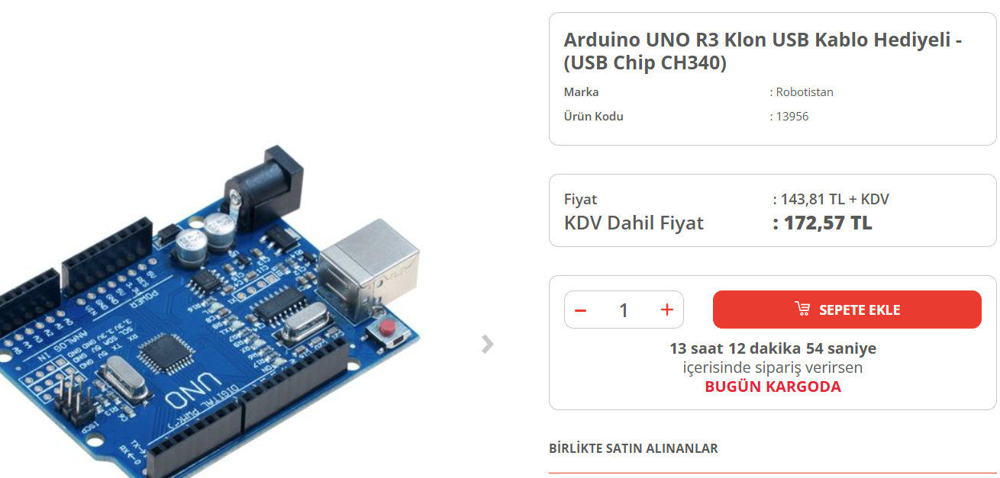 Arduino UNO R3 Klon USB Kablo Hediyeli -
(USB Chip CH340)
Marka : Robotistan
Ürün Kodu : 13956
Fiyat : 143,81 TL + KDV
KDV Dahil Fiyat : 172,57 TL
1
SEPETE EKLE
13 saat 12 dakika 54 saniye
içerisinde sipariş verirsen
BUGÜN KARGODA
BİRLİKTE SATIN ALINANLAR
POWER
ANALOG IN
UNO
ISCP